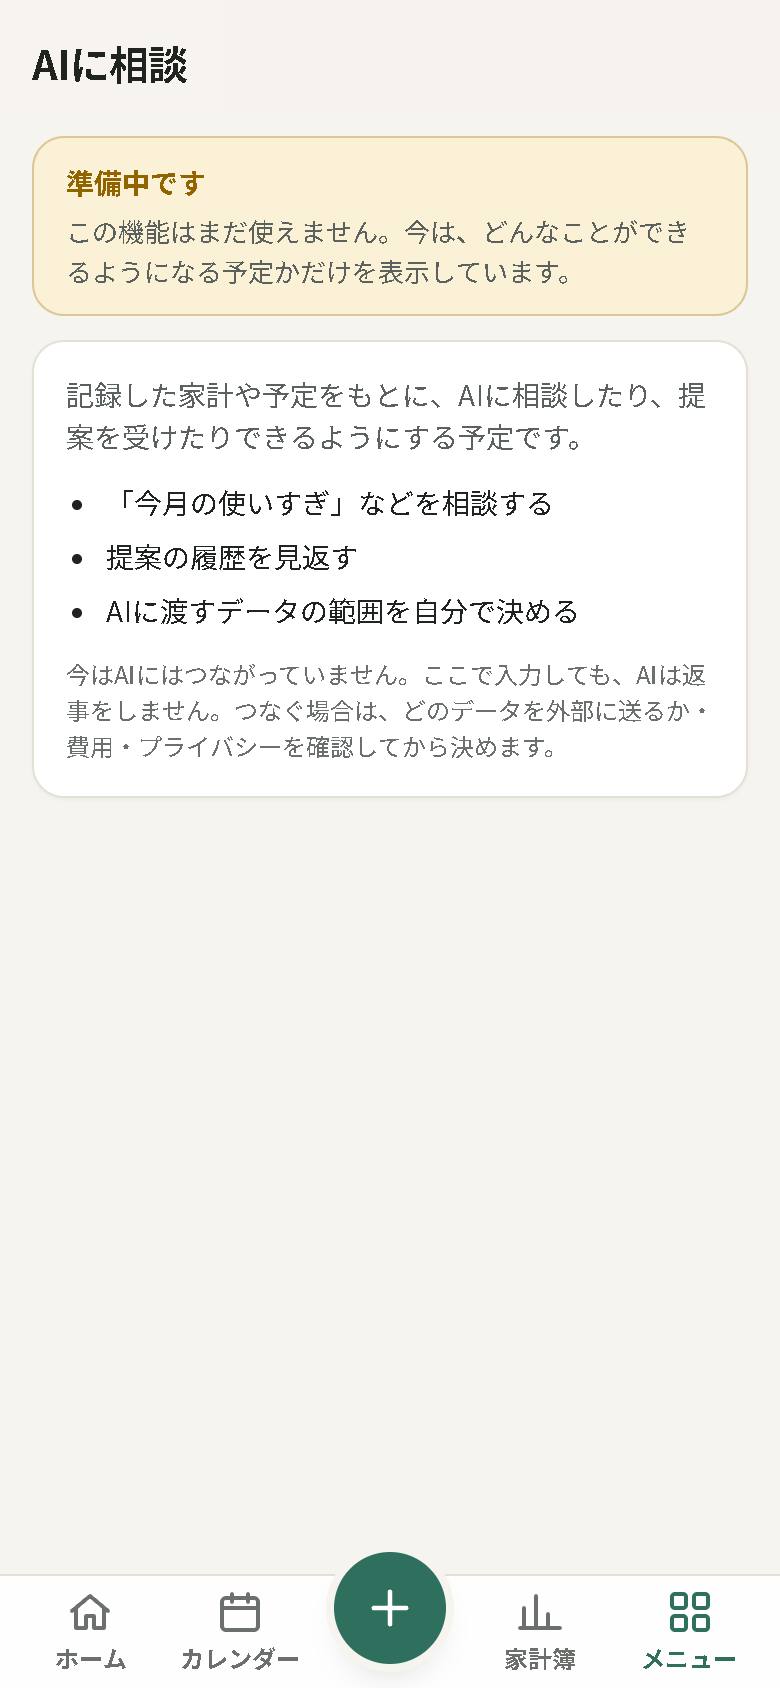 AIに相談
準備中です
この機能はまだ使えません。今は、どんなことができ
るようになる予定かだけを表示しています。
記録した家計や予定をもとに、AIに相談したり、提
案を受けたりできるようにする予定です。
• 「今月の使いすぎ」などを相談する
• 提案の履歴を見返す
• AIに渡すデータの範囲を自分で決める
今はAIにはつながっていません。ここで入力しても、AIは返
事をしません。つなぐ場合は、どのデータを外部に送るか・
費用・プライバシーを確認してから決めます。
ホーム
カレンダー
家計簿
メニュー